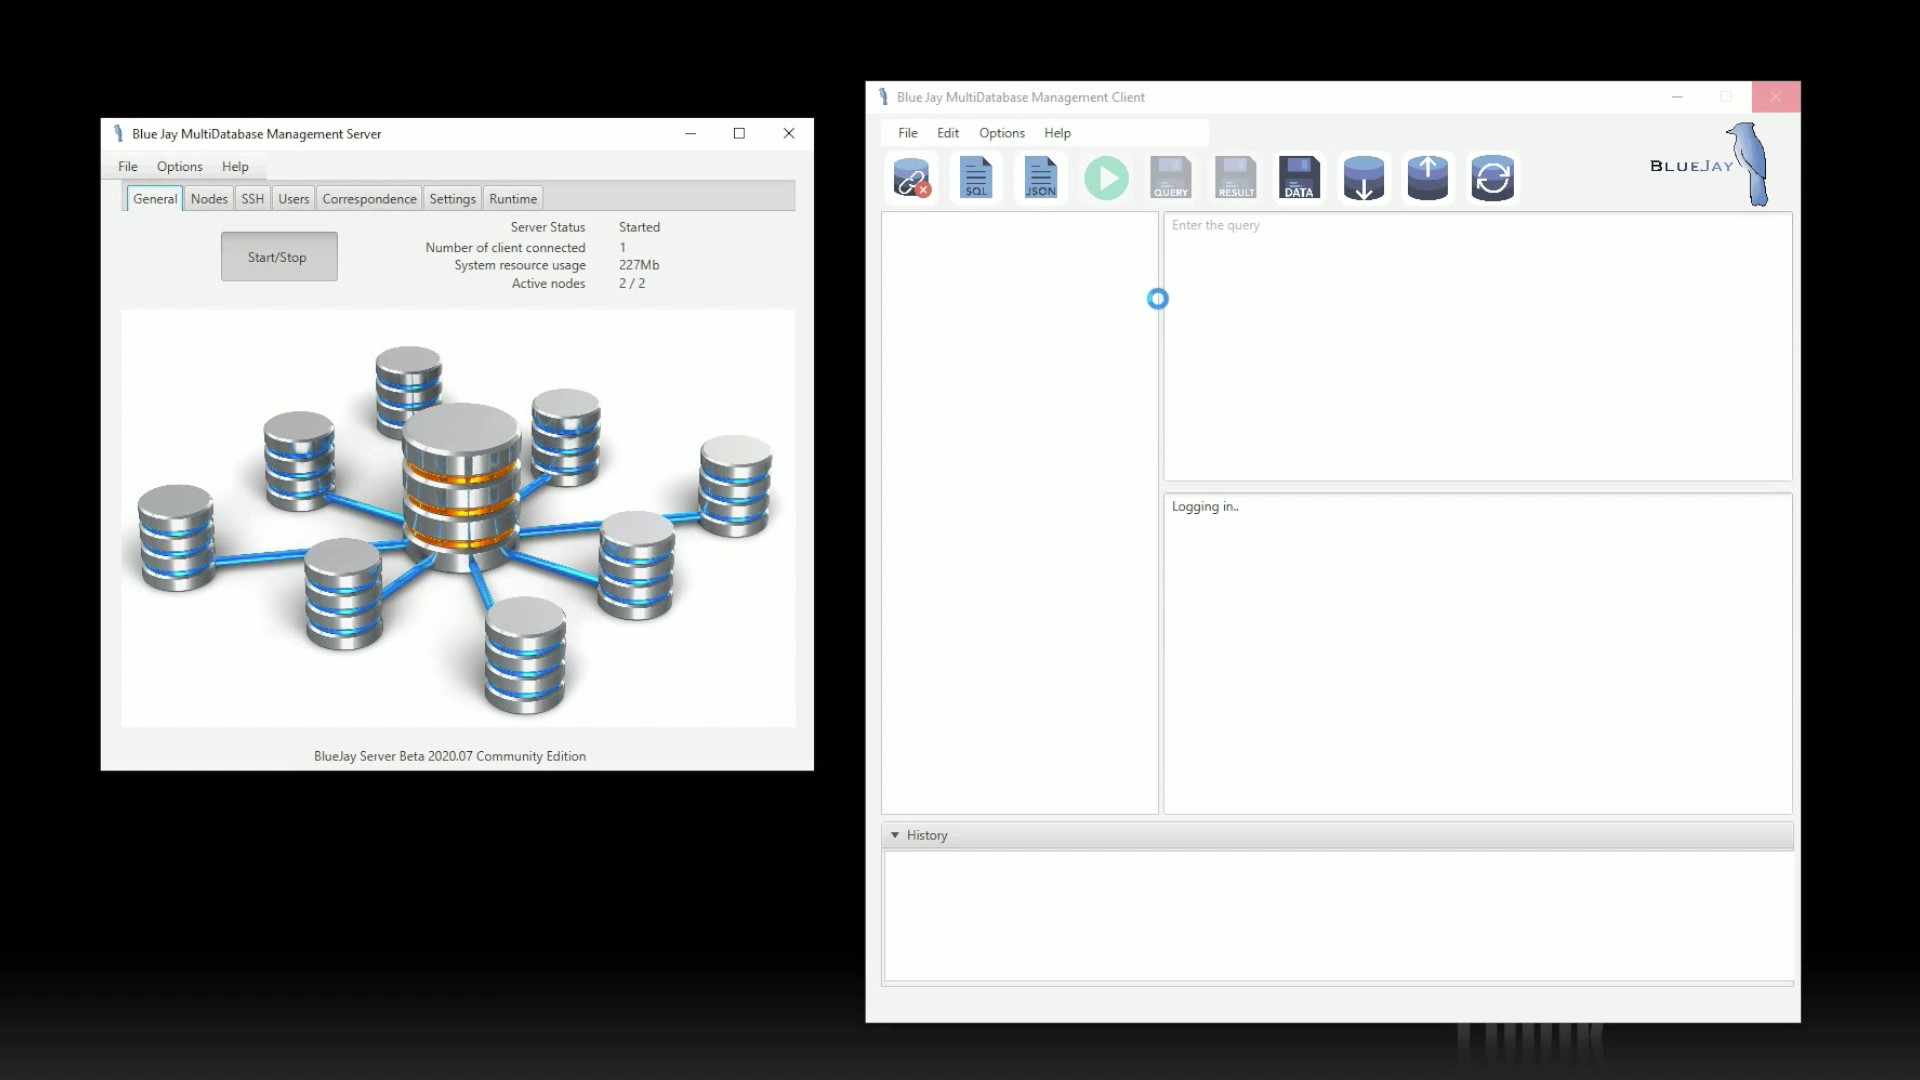 Blue Jay MultiDatabase Management Server
File Options Help
General Nodes SSH Users Correspondence Settings Runtime
Start/Stop
Server Status Started
Number of client connected 1
System resource usage 227Mb
Active nodes 2 / 2
BlueJay Server Beta 2020.07 Community Edition
Blue Jay MultiDatabase Management Client
File Edit Options Help
BLUEJAY
SQL JSON QUERY RESULT DATA
Enter the query
Logging in..
History